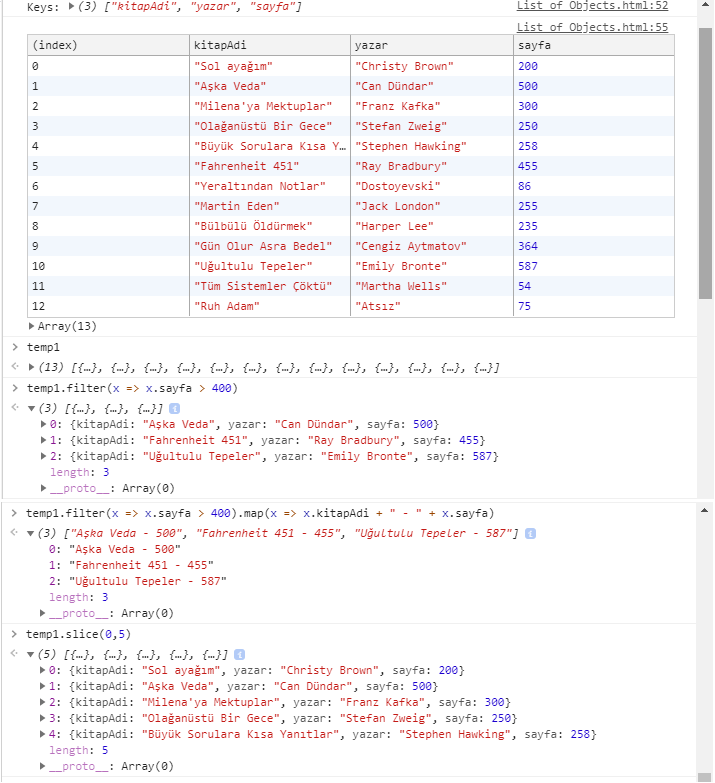 Keys: ▶(3) ["kitapAdi", "yazar", "sayfa"] List of Objects.html:52
List of Objects.html:55
(index) kitapAdi yazar sayfa
0 "Sol ayağım" "Christy Brown" 200
1 "Aşka Veda" "Can Dündar" 500
2 "Milena'ya Mektuplar" "Franz Kafka" 300
3 "Olağanüstü Bir Gece" "Stefan Zweig" 250
4 "Büyük Sorulara Kısa Y… "Stephen Hawking" 258
5 "Fahrenheit 451" "Ray Bradbury" 455
6 "Yeraltından Notlar" "Dostoyevski" 86
7 "Martin Eden" "Jack London" 255
8 "Bülbülü Öldürmek" "Harper Lee" 235
9 "Gün Olur Asra Bedel" "Cengiz Aytmatov" 364
10 "Uğultulu Tepeler" "Emily Bronte" 587
11 "Tüm Sistemler Çöktü" "Martha Wells" 54
12 "Ruh Adam" "Atsız" 75
▶Array(13)
> temp1
<· ▶(13) [{…}, {…}, {…}, {…}, {…}, {…}, {…}, {…}, {…}, {…}, {…}, {…}, {…}]
> temp1.filter(x => x.sayfa > 400)
<· ▼(3) [{…}, {…}, {…}] i
▶0: {kitapAdi: "Aşka Veda", yazar: "Can Dündar", sayfa: 500}
▶1: {kitapAdi: "Fahrenheit 451", yazar: "Ray Bradbury", sayfa: 455}
▶2: {kitapAdi: "Uğultulu Tepeler", yazar: "Emily Bronte", sayfa: 587}
length: 3
▶__proto__: Array(0)
> temp1.filter(x => x.sayfa > 400).map(x => x.kitapAdi + " - " + x.sayfa)
<· ▼(3) ["Aşka Veda - 500", "Fahrenheit 451 - 455", "Uğultulu Tepeler - 587"] i
0: "Aşka Veda - 500"
1: "Fahrenheit 451 - 455"
2: "Uğultulu Tepeler - 587"
length: 3
▶__proto__: Array(0)
> temp1.slice(0,5)
<· ▼(5) [{…}, {…}, {…}, {…}, {…}] i
▶0: {kitapAdi: "Sol ayağım", yazar: "Christy Brown", sayfa: 200}
▶1: {kitapAdi: "Aşka Veda", yazar: "Can Dündar", sayfa: 500}
▶2: {kitapAdi: "Milena'ya Mektuplar", yazar: "Franz Kafka", sayfa: 300}
▶3: {kitapAdi: "Olağanüstü Bir Gece", yazar: "Stefan Zweig", sayfa: 250}
▶4: {kitapAdi: "Büyük Sorulara Kısa Yanıtlar", yazar: "Stephen Hawking", sayfa: 258}
length: 5
▶__proto__: Array(0)